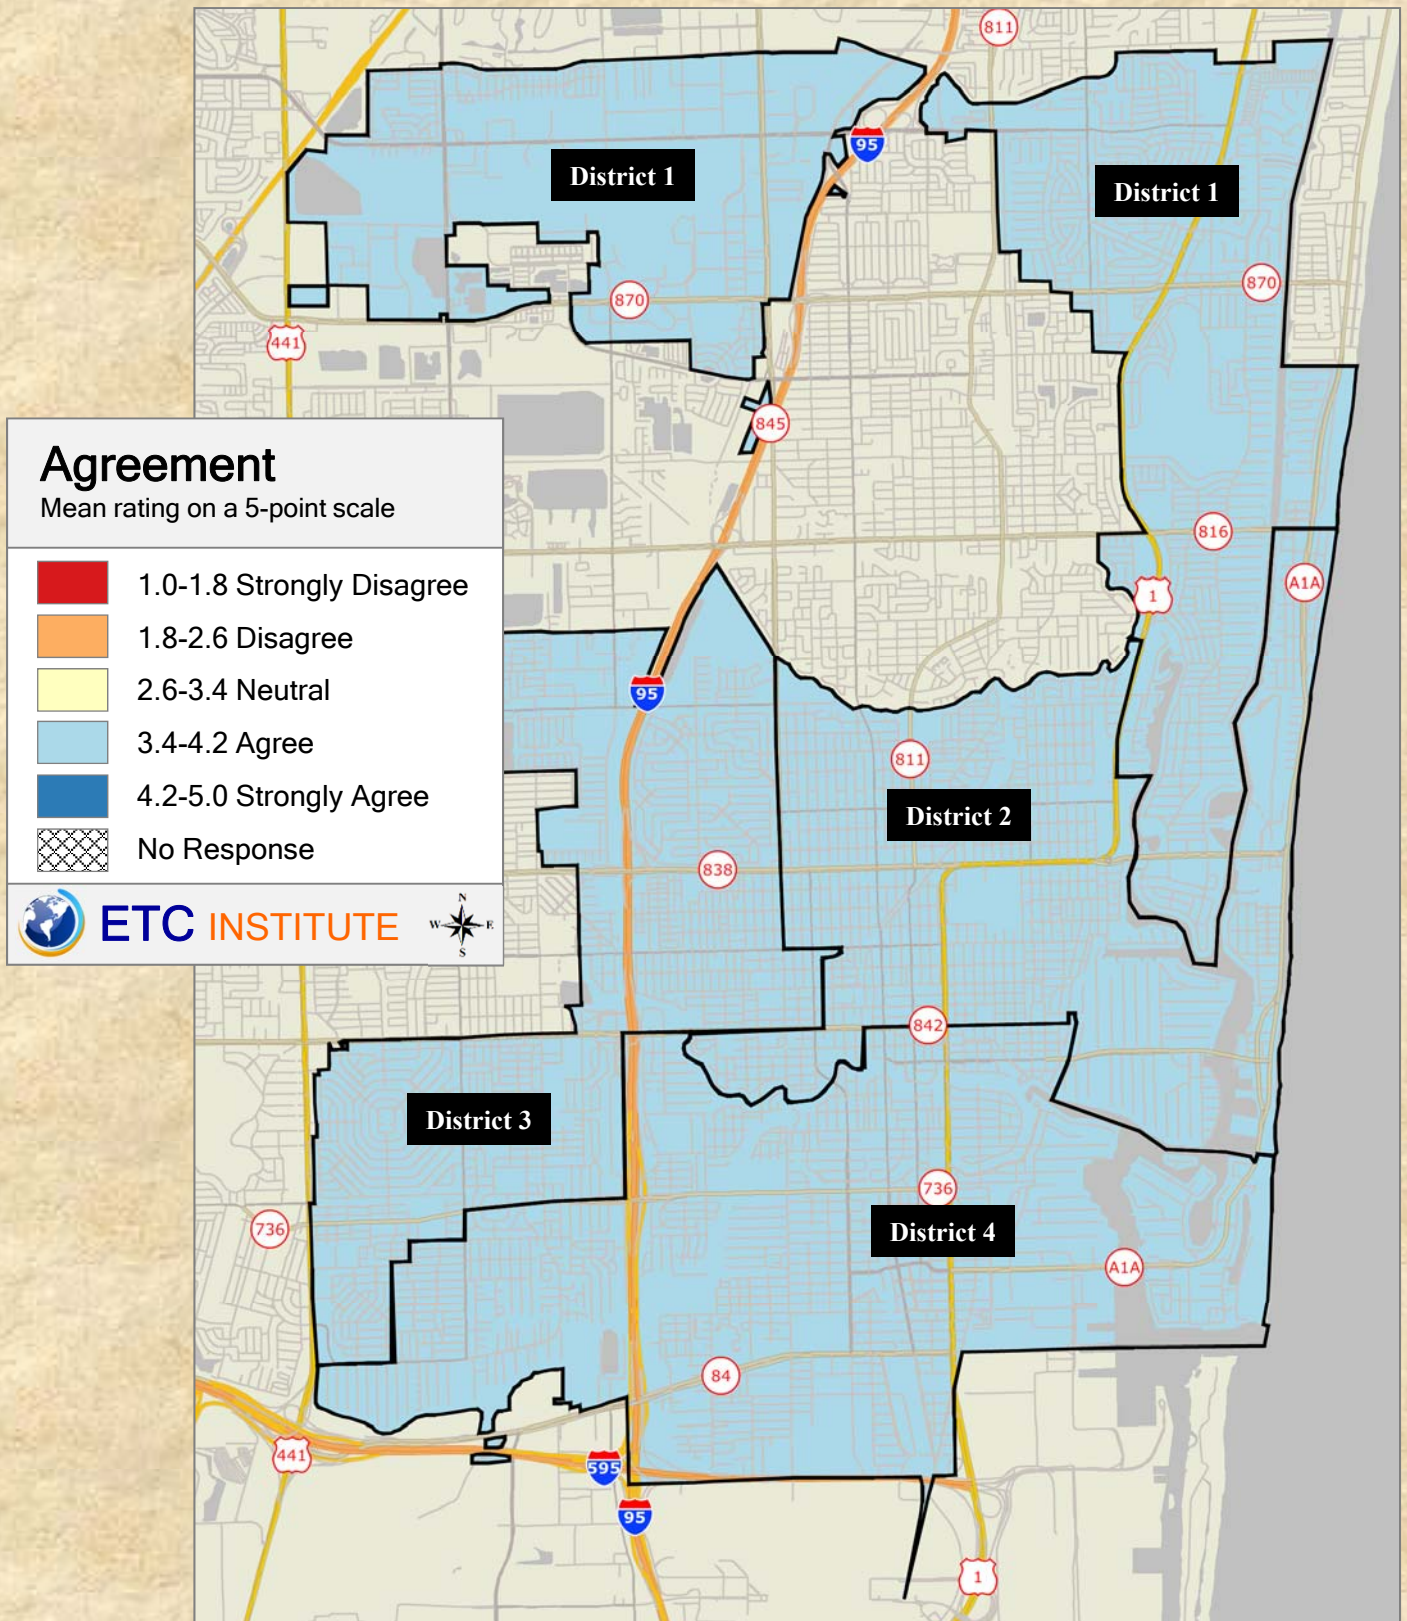 811
95
District 1
District 1
870
870
441
845
Agreement
Mean rating on a 5-point scale
1.0-1.8 Strongly Disagree
1.8-2.6 Disagree
2.6-3.4 Neutral
3.4-4.2 Agree
4.2-5.0 Strongly Agree
No Response
ETC INSTITUTE
N
W E
S
816
A1A
1
95
811
District 2
838
842
District 3
736
736
District 4
A1A
84
441
595
95
1